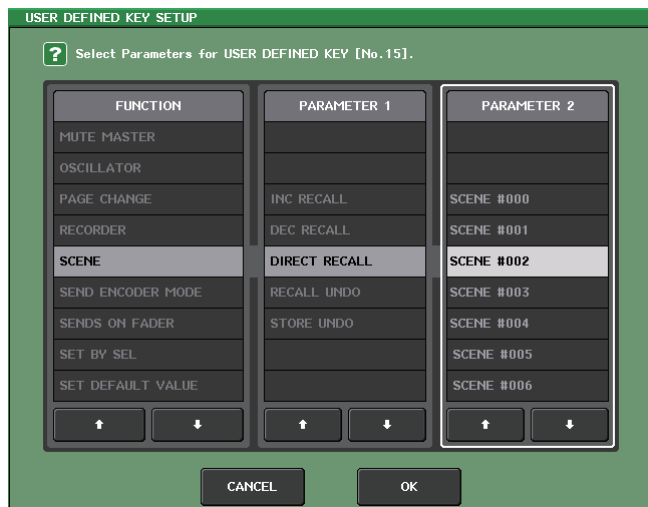 USER DEFINED KEY SETUP
? Select Parameters for USER DEFINED KEY [No.15].
FUNCTION
MUTE MASTER
OSCILLATOR
PAGE CHANGE
RECORDER
SCENE
SEND ENCODER MODE
SENDS ON FADER
SET BY SEL
SET DEFAULT VALUE
PARAMETER 1
INC RECALL
DEC RECALL
DIRECT RECALL
RECALL UNDO
STORE UNDO
PARAMETER 2
SCENE #000
SCENE #001
SCENE #002
SCENE #003
SCENE #004
SCENE #005
SCENE #006
CANCEL
OK